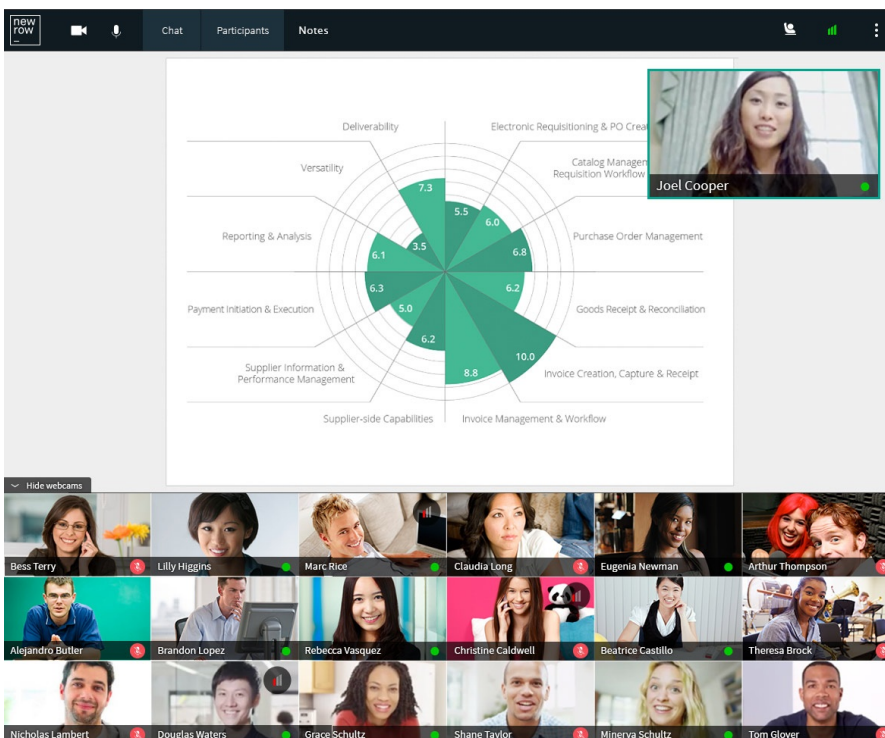 new
row
Chat Participants Notes
Joel Cooper
Deliverability
Electronic Requisitioning & PO
Versatility
Catalog
Requisition Workflow
Reporting & Analysis
Purchase Order Management
Payment Initiation & Execution
Goods Receipt & Reconciliation
Supplier Information &
Performance Management
Invoice Creation, Capture & Receipt
Supplier-side Capabilities
Invoice Management & Workflow
7.3
5.5
6.0
3.5
6.1
6.8
6.3
6.2
5.0
6.2
10.0
8.8
Hide webcams
Bess Terry
Lilly Higgins
Marc Rice
Claudia Long
Eugenia Newman
Arthur Thompson
Alejandro Butler
Brandon Lopez
Rebecca Vasquez
Christine Caldwell
Beatrice Castillo
Theresa Brock
Nicholas Lambert
Douglas Waters
Grace Schultz
Shane Taylor
Minerva Schultz
Tom Glover